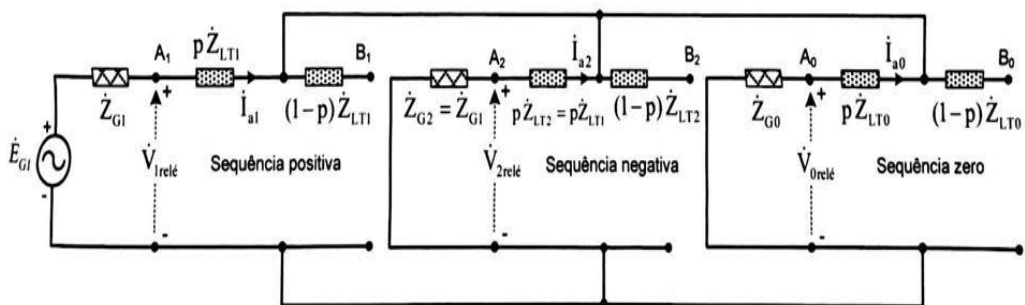 pŻ_LT1
A₁
B₁
Ż_G1
İ_a1
(1-p) Ż_LT1
Ė_G1
+
-
+
V̇_1relé
-
Sequência positiva
A₂
İ_a2
B₂
Ż_G2 = Ż_G1
pŻ_LT2 = pŻ_LT1
(1-p) Ż_LT2
+
V̇_2relé
-
Sequência negativa
A₀
İ_a0
B₀
Ż_G0
pŻ_LT0
(1-p) Ż_LT0
+
V̇_0relé
-
Sequência zero